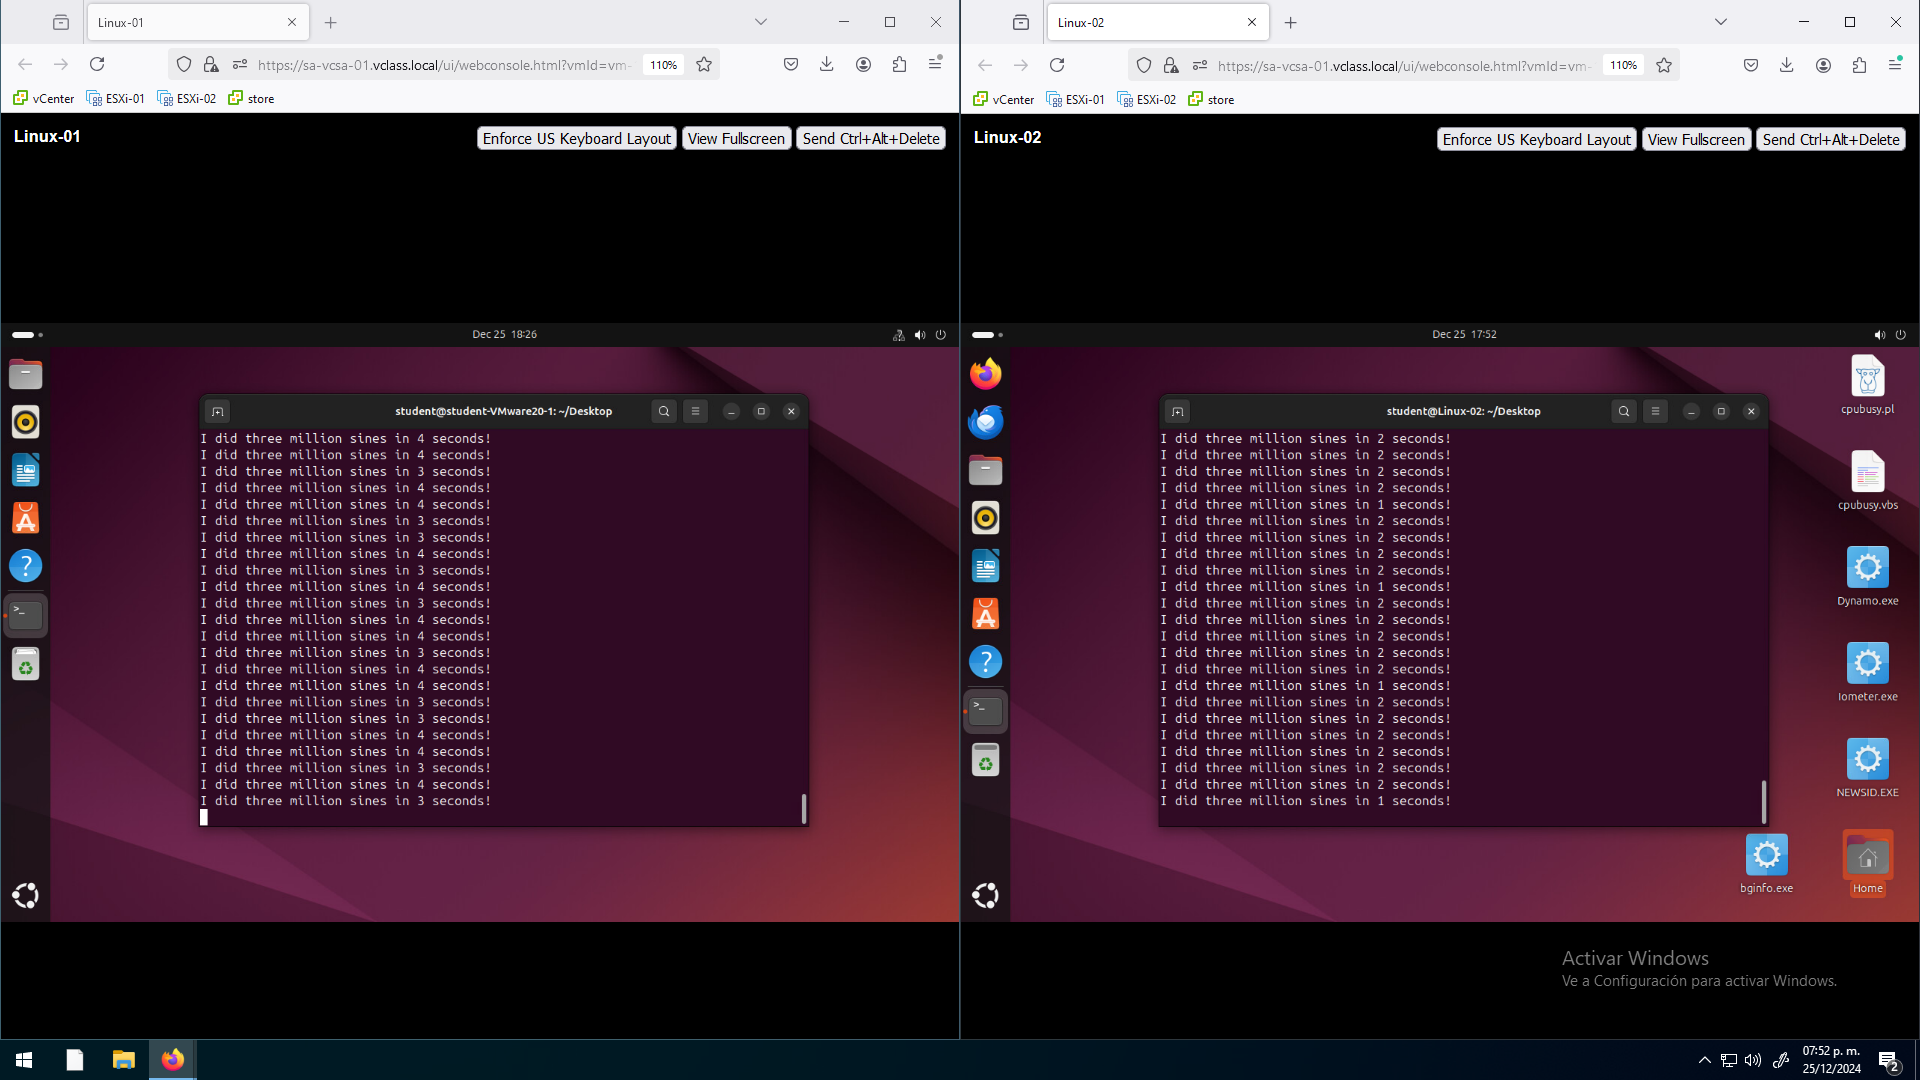 Linux-01
https://sa-vcsa-01.vclass.local/ui/webconsole.html?vmId=vm-
110%
vCenter ESXi-01 ESXi-02 store
Linux-01
Enforce US Keyboard Layout View Fullscreen Send Ctrl+Alt+Delete
Dec 25 18:26
student@student-VMware20-1: ~/Desktop
I did three million sines in 4 seconds!
I did three million sines in 4 seconds!
I did three million sines in 3 seconds!
I did three million sines in 4 seconds!
I did three million sines in 4 seconds!
I did three million sines in 3 seconds!
I did three million sines in 3 seconds!
I did three million sines in 4 seconds!
I did three million sines in 3 seconds!
I did three million sines in 4 seconds!
I did three million sines in 3 seconds!
I did three million sines in 4 seconds!
I did three million sines in 4 seconds!
I did three million sines in 3 seconds!
I did three million sines in 4 seconds!
I did three million sines in 4 seconds!
I did three million sines in 3 seconds!
I did three million sines in 3 seconds!
I did three million sines in 4 seconds!
I did three million sines in 4 seconds!
I did three million sines in 3 seconds!
I did three million sines in 4 seconds!
I did three million sines in 3 seconds!
Linux-02
https://sa-vcsa-01.vclass.local/ui/webconsole.html?vmId=vm-
110%
vCenter ESXi-01 ESXi-02 store
Linux-02
Enforce US Keyboard Layout View Fullscreen Send Ctrl+Alt+Delete
Dec 25 17:52
student@Linux-02: ~/Desktop
I did three million sines in 2 seconds!
I did three million sines in 2 seconds!
I did three million sines in 2 seconds!
I did three million sines in 2 seconds!
I did three million sines in 1 seconds!
I did three million sines in 2 seconds!
I did three million sines in 2 seconds!
I did three million sines in 2 seconds!
I did three million sines in 2 seconds!
I did three million sines in 1 seconds!
I did three million sines in 2 seconds!
I did three million sines in 2 seconds!
I did three million sines in 2 seconds!
I did three million sines in 2 seconds!
I did three million sines in 2 seconds!
I did three million sines in 1 seconds!
I did three million sines in 2 seconds!
I did three million sines in 2 seconds!
I did three million sines in 2 seconds!
I did three million sines in 2 seconds!
I did three million sines in 2 seconds!
I did three million sines in 2 seconds!
I did three million sines in 1 seconds!
cpubusy.pl
cpubusy.vbs
Dynamo.exe
Iometer.exe
NEWSID.EXE
bginfo.exe
Home
Activar Windows
Ve a Configuración para activar Windows.
07:52 p. m.
25/12/2024
2